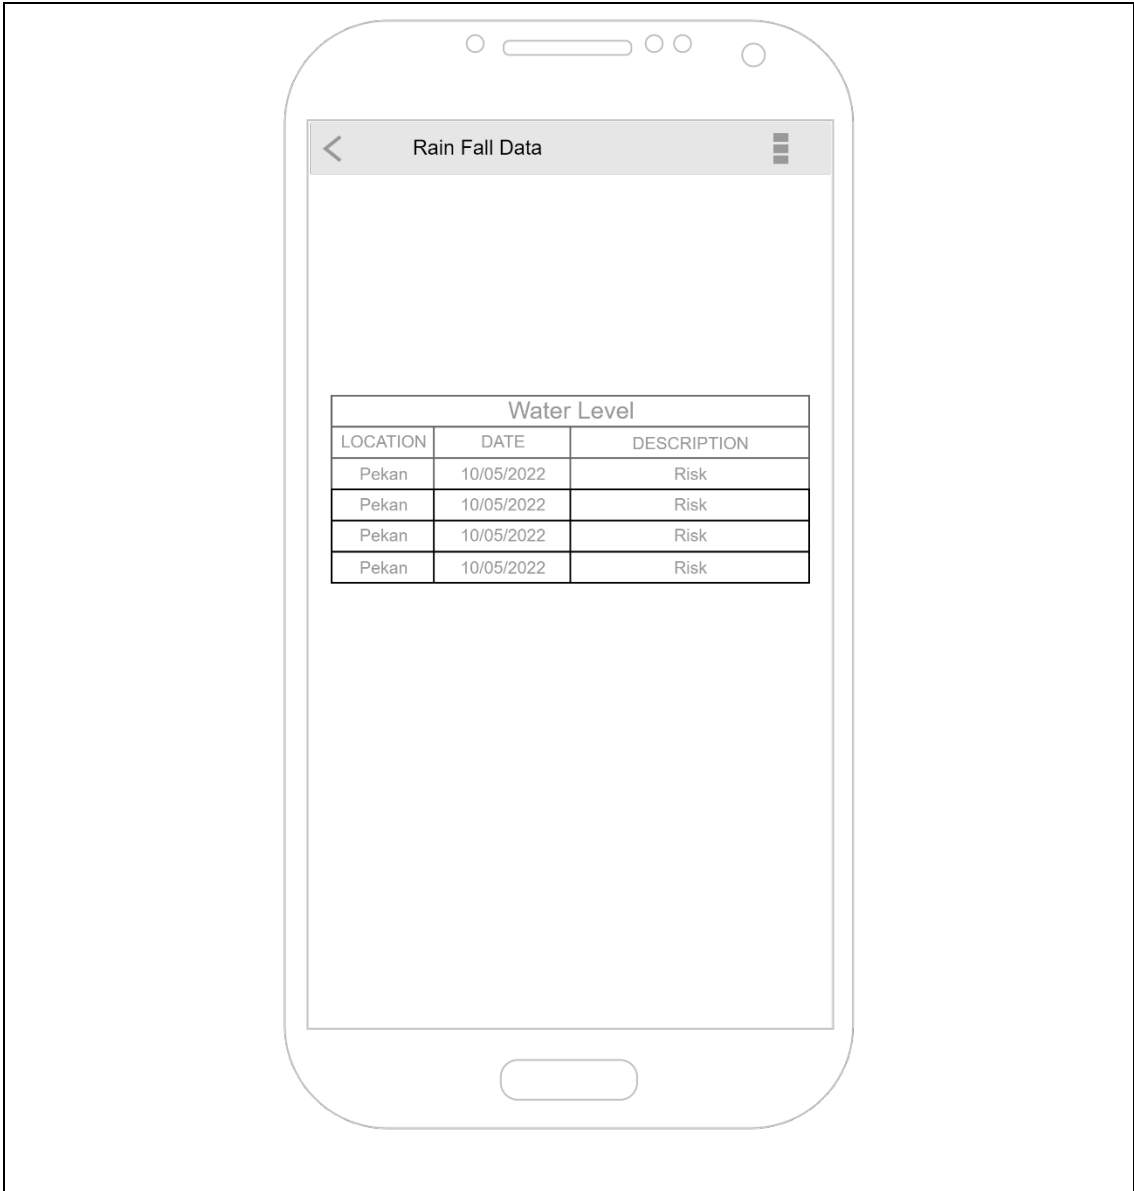 Rain Fall Data
Water Level
LOCATION DATE DESCRIPTION
Pekan 10/05/2022 Risk
Pekan 10/05/2022 Risk
Pekan 10/05/2022 Risk
Pekan 10/05/2022 Risk